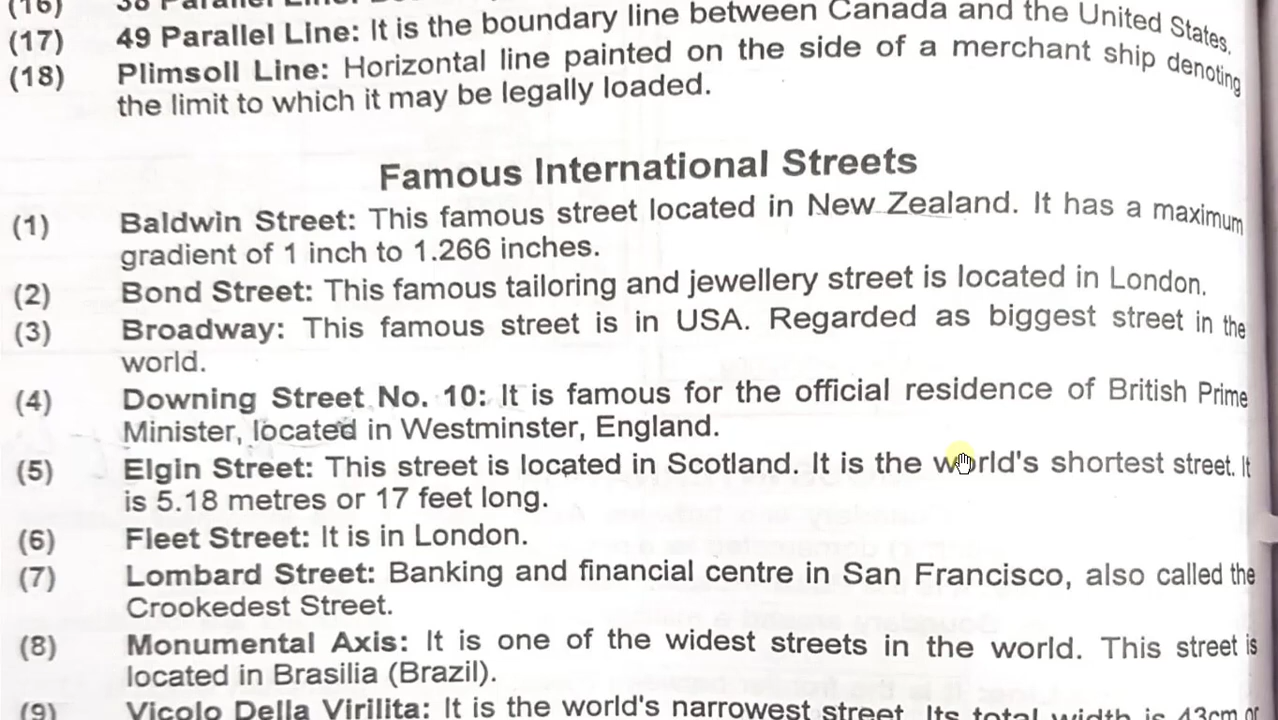 (17) 49 Parallel Line: It is the boundary line between Canada and the United States.
(18) Plimsoll Line: Horizontal line painted on the side of a merchant ship denoting
the limit to which it may be legally loaded.
Famous International Streets
(1) Baldwin Street: This famous street located in New Zealand. It has a maximum
gradient of 1 inch to 1.266 inches.
(2) Bond Street: This famous tailoring and jewellery street is located in London.
(3) Broadway: This famous street is in USA. Regarded as biggest street in the
world.
(4) Downing Street No. 10: It is famous for the official residence of British Prime
Minister, located in Westminster, England.
(5) Elgin Street: This street is located in Scotland. It is the world's shortest street. It
is 5.18 metres or 17 feet long.
(6) Fleet Street: It is in London.
(7) Lombard Street: Banking and financial centre in San Francisco, also called the
Crookedest Street.
(8) Monumental Axis: It is one of the widest streets in the world. This street is
located in Brasilia (Brazil).
(9) Vicolo Della Virilita: It is the world's narrowest street. Its total width is 43cm or